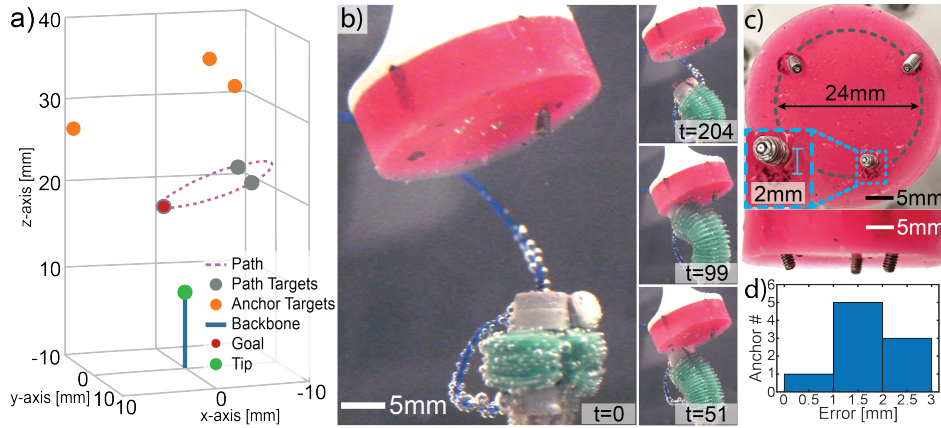 a)
40
30
20
10
-10
z-axis [mm]
0
10
y-axis [mm]
10
0
-10
x-axis [mm]
Path
Path Targets
Anchor Targets
Backbone
Goal
Tip
b)
5mm
t=0
t=204
t=99
t=51
c)
24mm
2mm
5mm
5mm
d)
Anchor #
6
5
4
3
2
1
0
0
0.5
1
1.5
2
2.5
3
Error [mm]